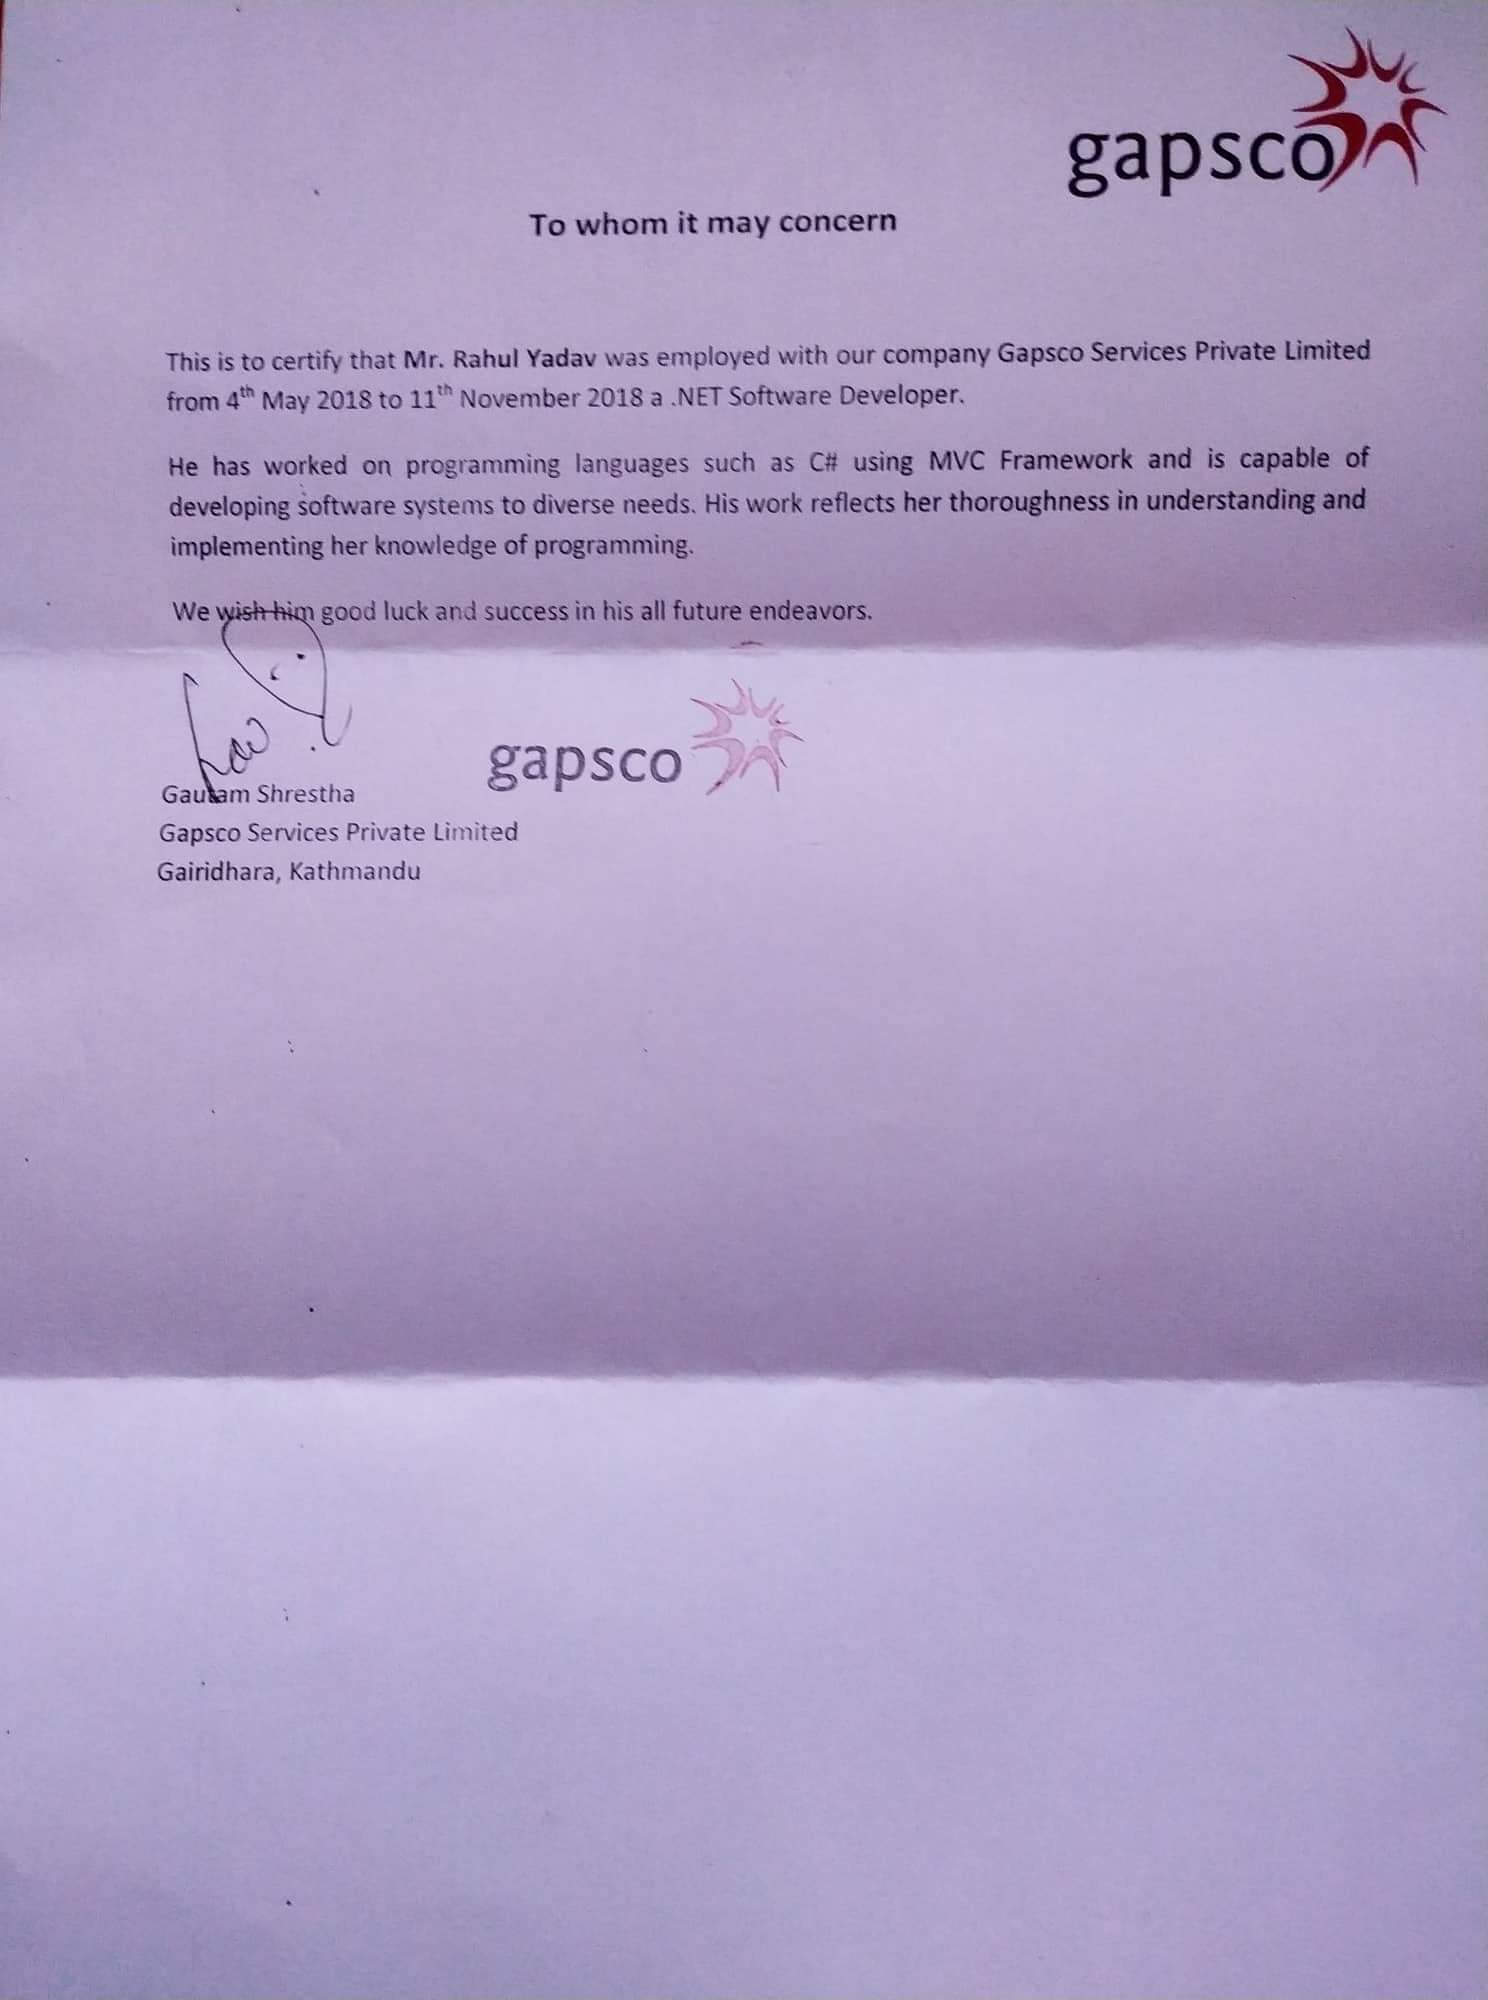 gapsco
To whom it may concern
This is to certify that Mr. Rahul Yadav was employed with our company Gapsco Services Private Limited
from 4th May 2018 to 11th November 2018 a .NET Software Developer.
He has worked on programming languages such as C# using MVC Framework and is capable of
developing software systems to diverse needs. His work reflects her thoroughness in understanding and
implementing her knowledge of programming.
We wish him good luck and success in his all future endeavors.
gapsco
Gautam Shrestha
Gapsco Services Private Limited
Gairidhara, Kathmandu